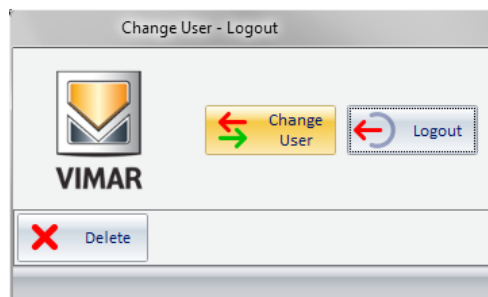 Change User - Logout
Change
User
Logout
VIMAR
Delete